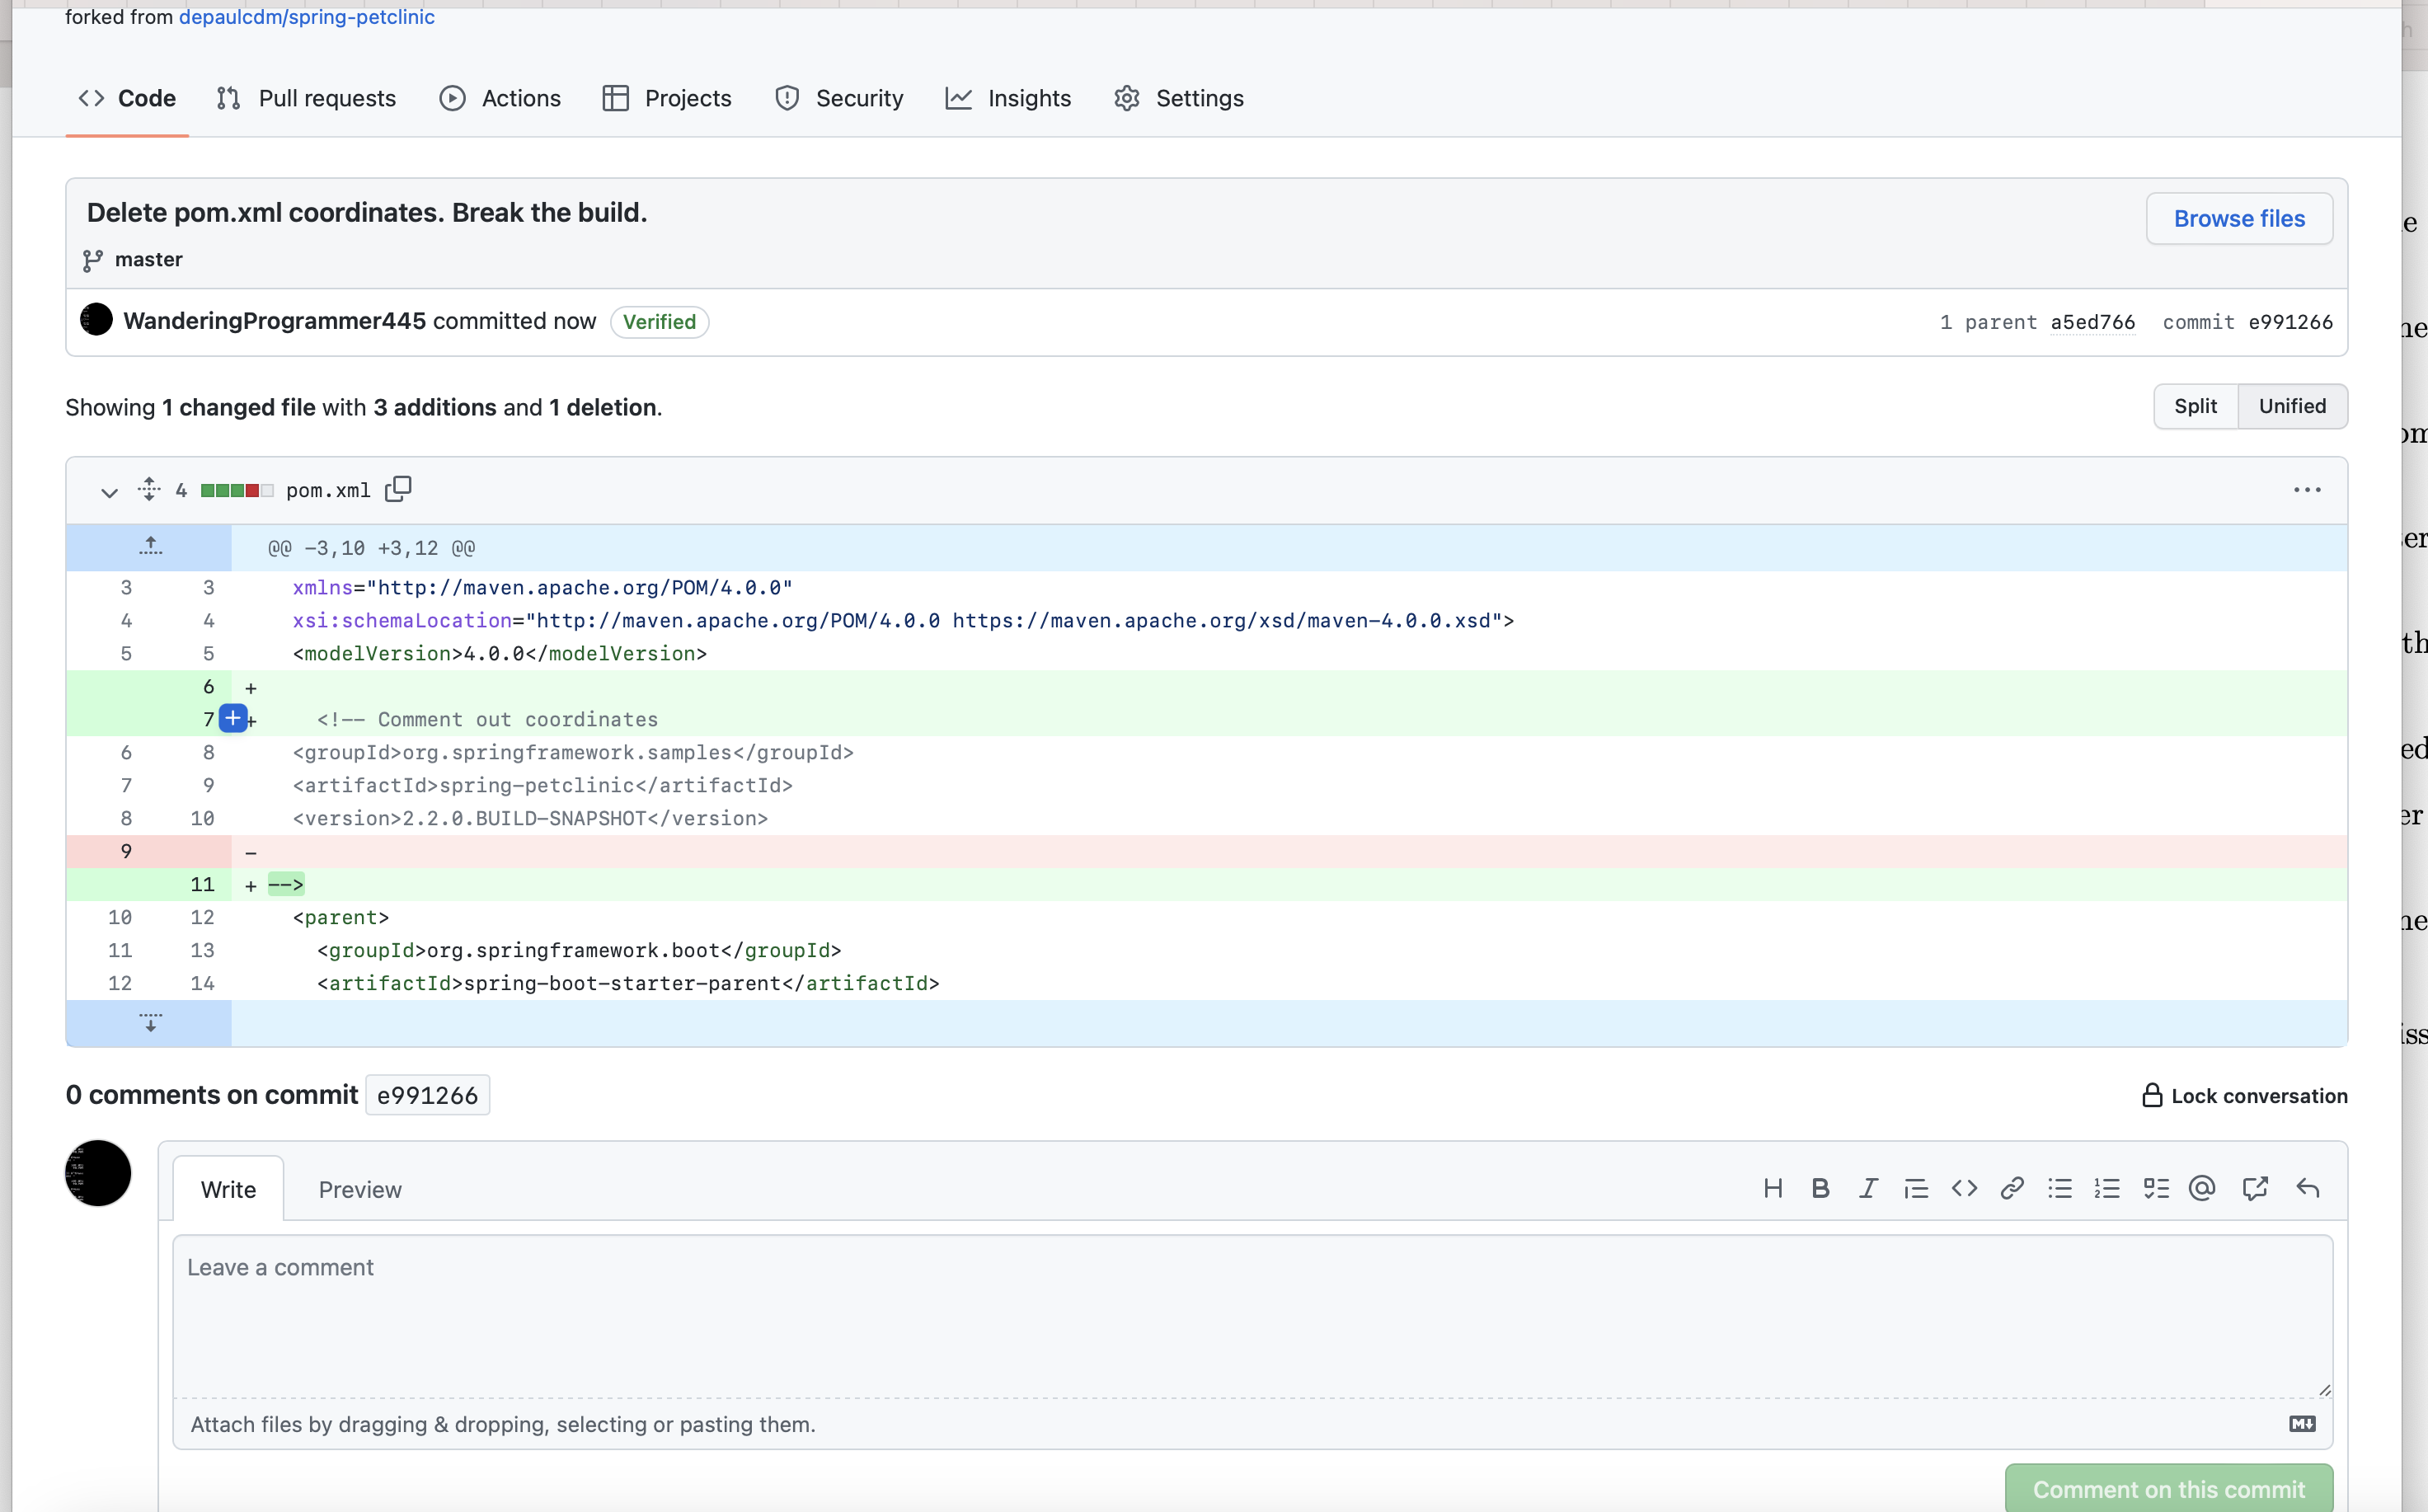 forked from depaulcdm/spring-petclinic
Code Pull requests Actions Projects Security Insights Settings
Delete pom.xml coordinates. Break the build.
Browse files
master
WanderingProgrammer445 committed now Verified 1 parent a5ed766 commit e991266
Showing 1 changed file with 3 additions and 1 deletion.
Split Unified
4 pom.xml
@@ -3,10 +3,12 @@
3 3 xmlns="http://maven.apache.org/POM/4.0.0"
4 4 xsi:schemaLocation="http://maven.apache.org/POM/4.0.0 https://maven.apache.org/xsd/maven-4.0.0.xsd">
5 5 <modelVersion>4.0.0</modelVersion>
6 +
7 + <!-- Comment out coordinates
6 8 <groupId>org.springframework.samples</groupId>
7 9 <artifactId>spring-petclinic</artifactId>
8 10 <version>2.2.0.BUILD-SNAPSHOT</version>
9 -
11 + -->
10 12 <parent>
11 13 <groupId>org.springframework.boot</groupId>
12 14 <artifactId>spring-boot-starter-parent</artifactId>
0 comments on commit e991266
Lock conversation
Write Preview
Leave a comment
Attach files by dragging & dropping, selecting or pasting them.
Comment on this commit